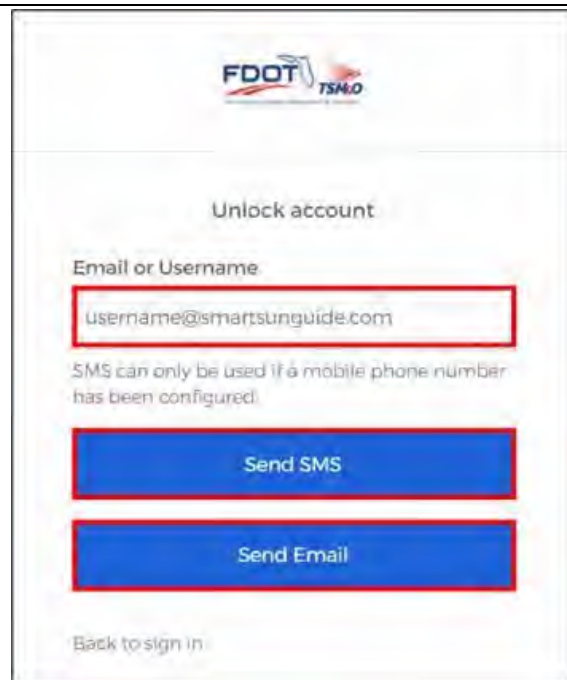 FDOT
TSM&O
Unlock account
Email or Username
username@smartsunguide.com
SMS can only be used if a mobile phone number
has been configured.
Send SMS
Send Email
Back to sign in